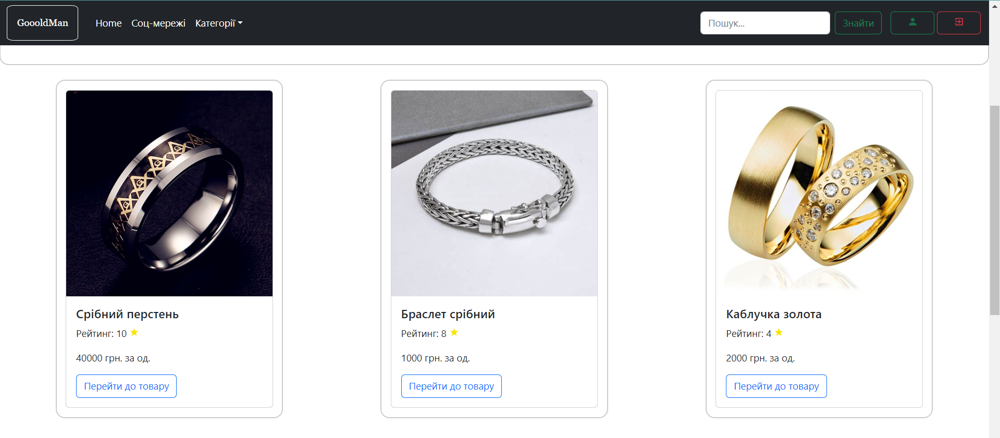 GoooldMan
Home Соц-мережі Категорії
Пошук...
Знайти
Срібний перстень
Рейтинг: 10
40000 грн. за од.
Перейти до товару
Браслет срібний
Рейтинг: 8
1000 грн. за од.
Перейти до товару
Каблучка золота
Рейтинг: 4
2000 грн. за од.
Перейти до товару